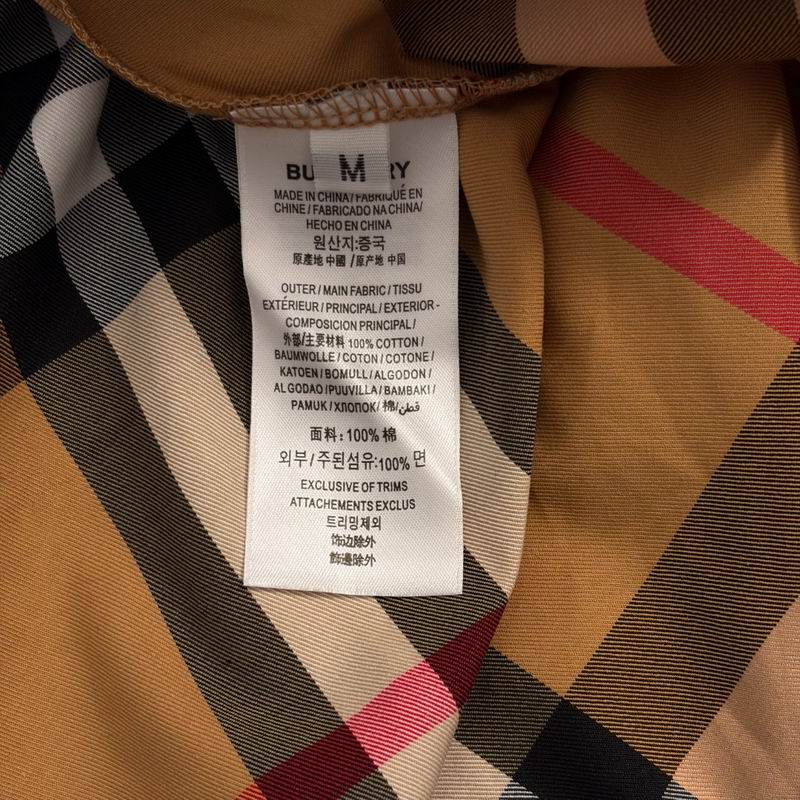 M
BU RY
MADE IN CHINA/FABRIQUÉ EN
CHINE/FABRICADO NA CHINA/
HECHO EN CHINA
원산지:중국
原產地 中國/原产地 中国
OUTER/MAIN FABRIC/TISSU
EXTÉRIEUR/PRINCIPAL/EXTERIOR-
COMPOSICION PRINCIPAL/
外部/主要材料 100% COTTON/
BAUMWOLLE/COTON/COTONE/
KATOEN/BOMULL/ALGODON/
ALGODAO/PUUVILLA/BAMBAKI/
PAMUK/ХЛОПОК/棉/قطن
面料:100% 棉
외부/주된섬유:100% 면
EXCLUSIVE OF TRIMS
ATTACHEMENTS EXCLUS
트리밍제외
饰边除外
飾邊除外